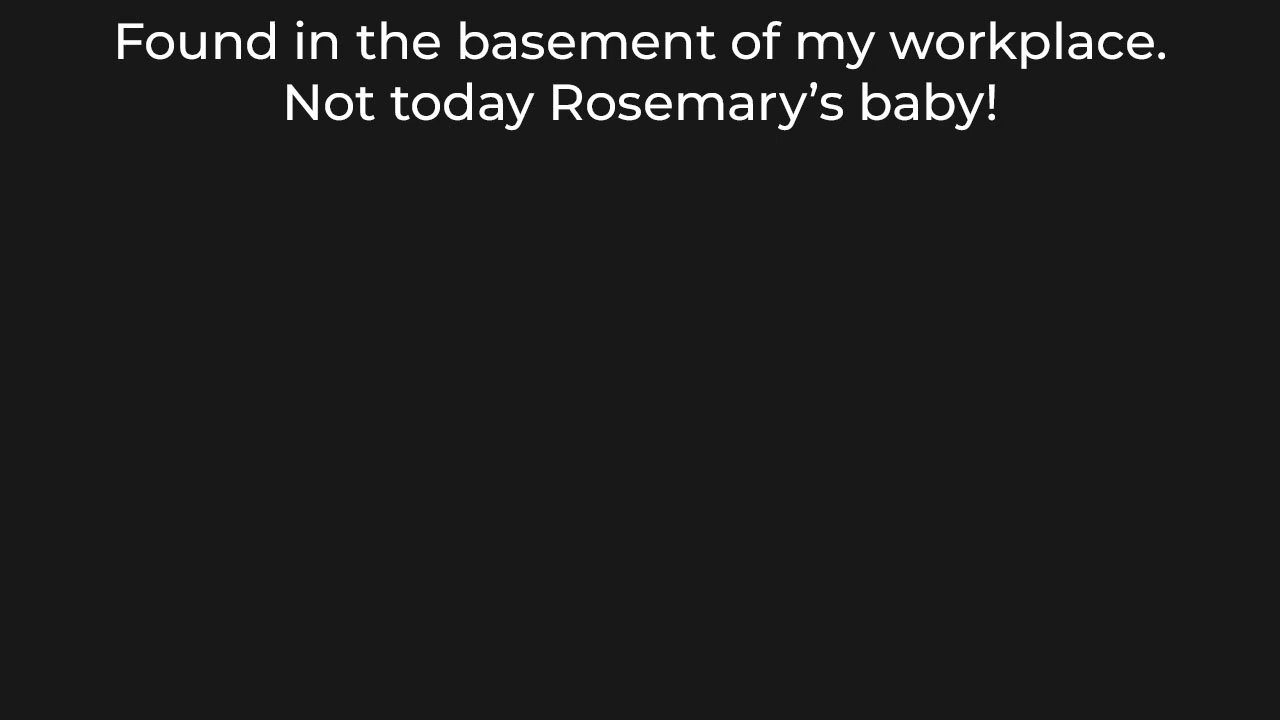 Found in the basement of my workplace.
Not today Rosemary’s baby!